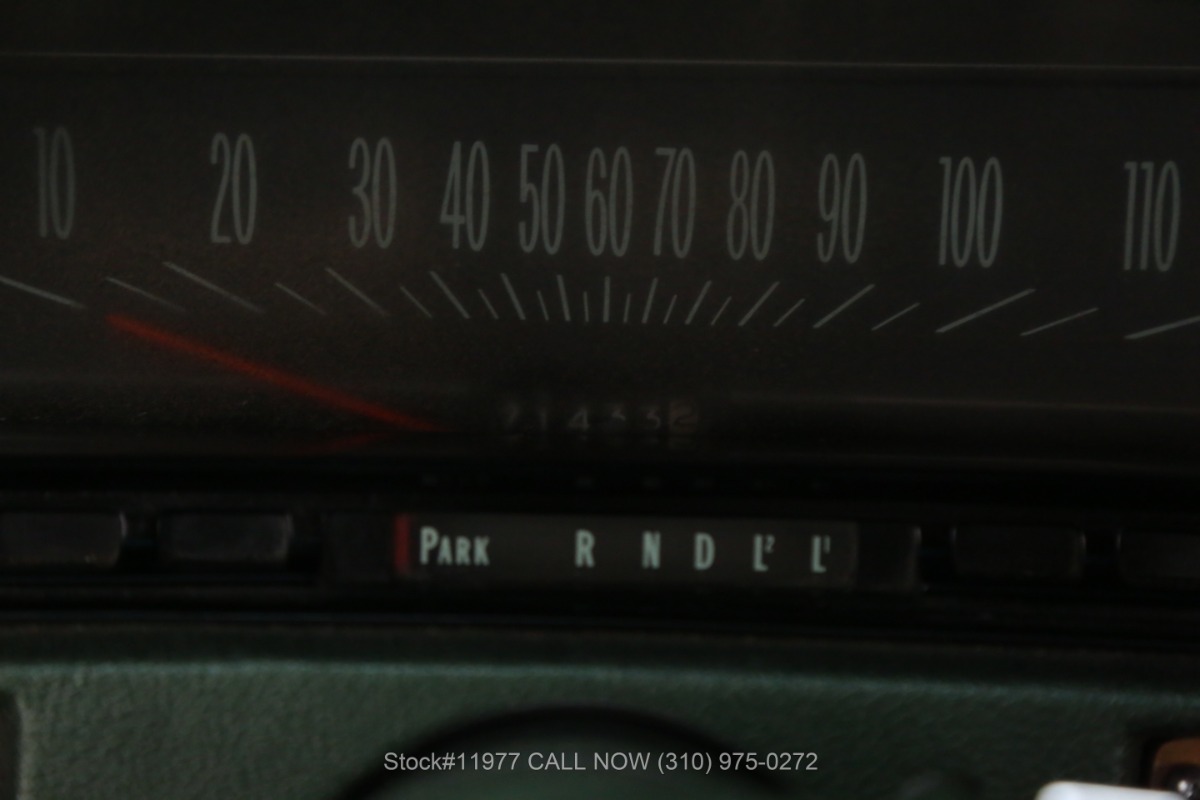 10 20 30 40 50 60 70 80 90 100 110
714332
PARK R N D L² L¹
Stock#11977 CALL NOW (310) 975-0272